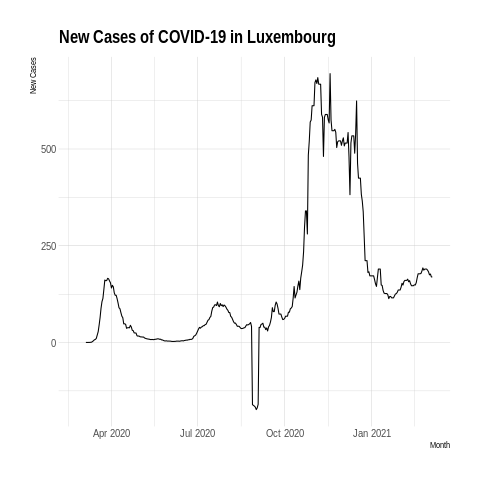 New Cases of COVID-19 in Luxembourg
New Cases
500
250
0
Apr 2020 Jul 2020 Oct 2020 Jan 2021
Month